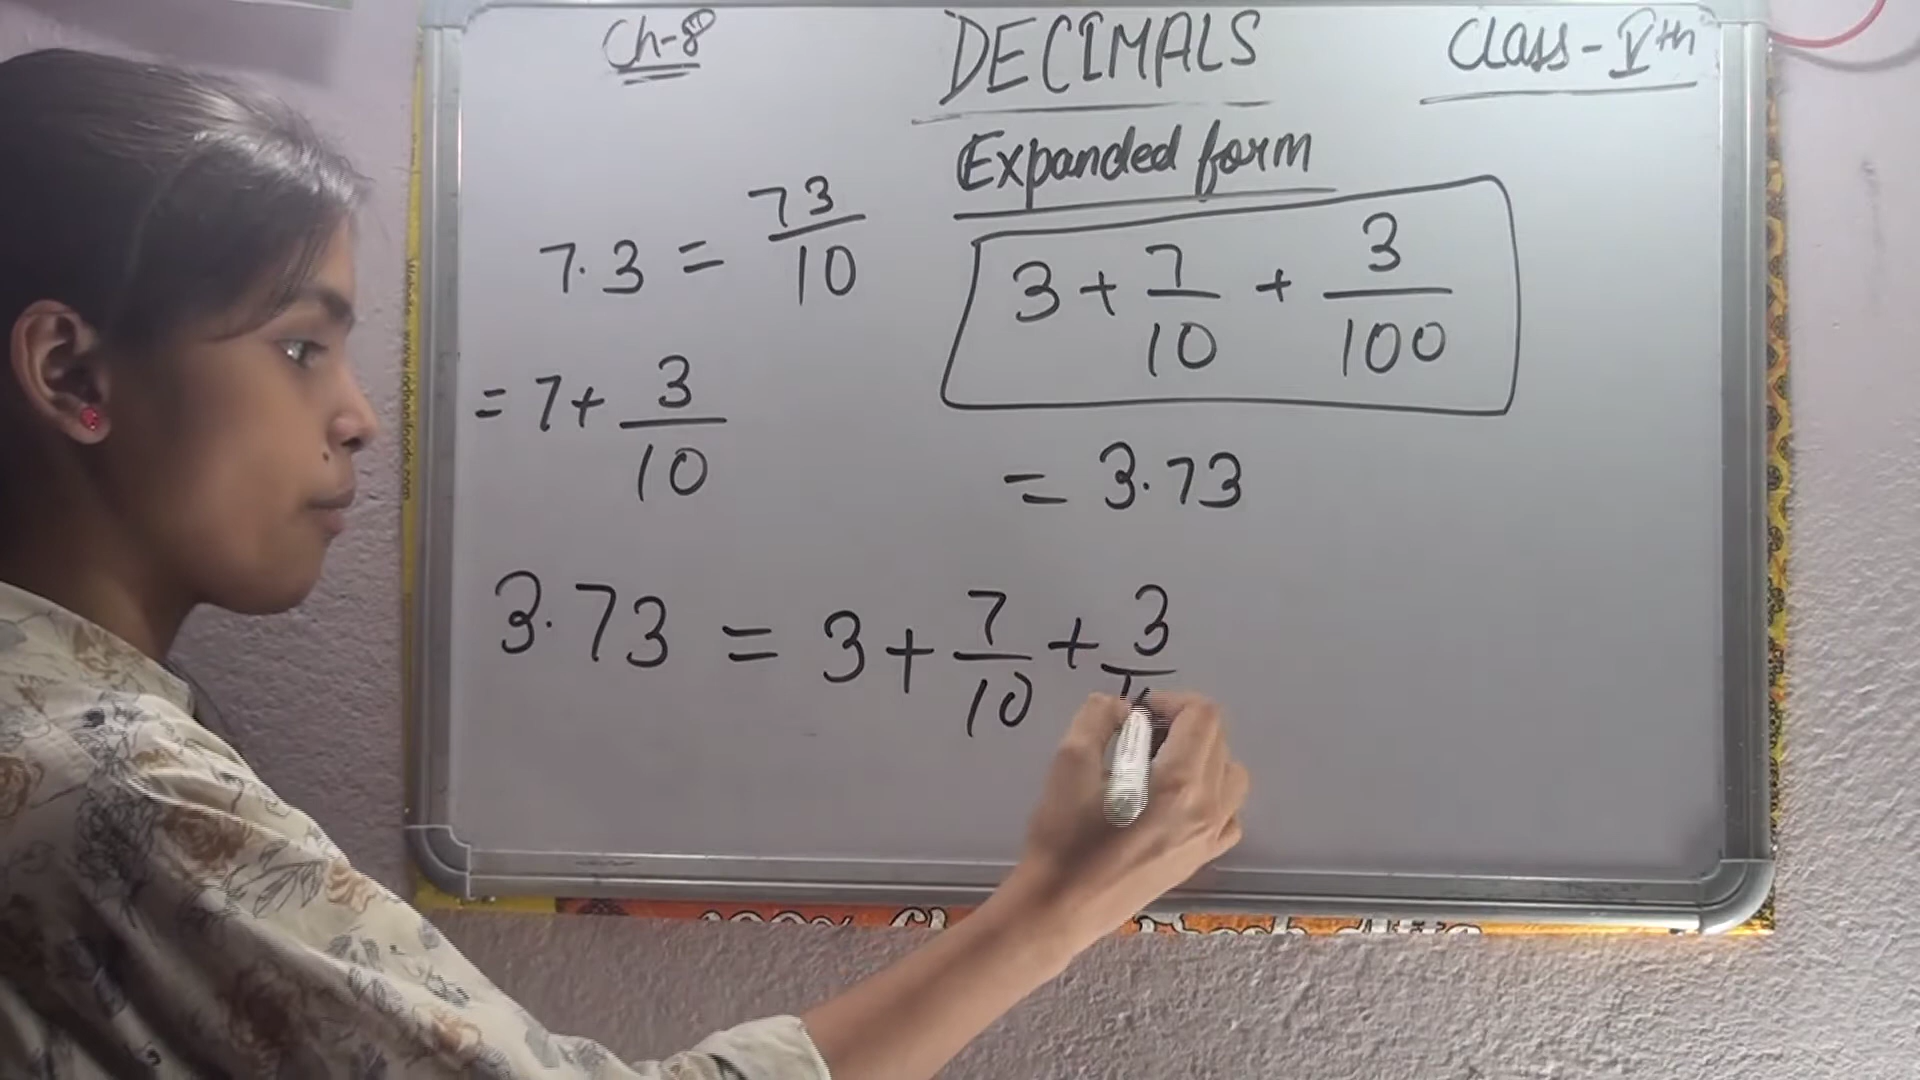 Ch-8 DECIMALS Class-Vth
Expanded form
7.3 = 73/10
= 7+ 3/10
3 + 7/10 + 3/100
= 3.73
3.73 = 3 + 7/10 + 3/